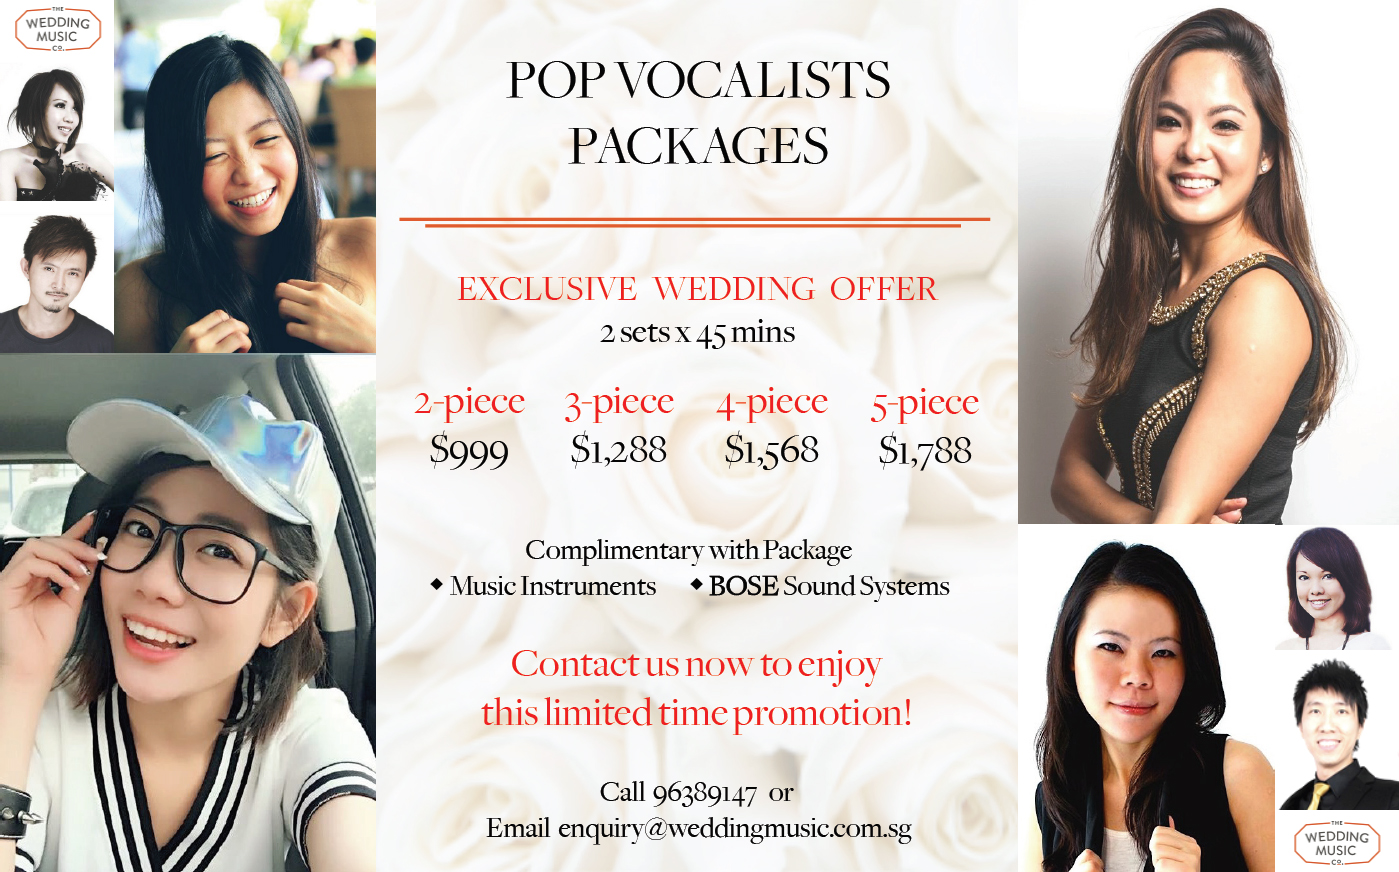 THE
WEDDING
MUSIC
CO.
POP VOCALISTS
PACKAGES
EXCLUSIVE WEDDING OFFER
2 sets x 45 mins
2-piece 3-piece 4-piece 5-piece
$999 $1,288 $1,568 $1,788
Complimentary with Package
◆ Music Instruments ◆ BOSE Sound Systems
Contact us now to enjoy
this limited time promotion!
Call 96389147 or
Email enquiry@weddingmusic.com.sg
THE
WEDDING
MUSIC
CO.